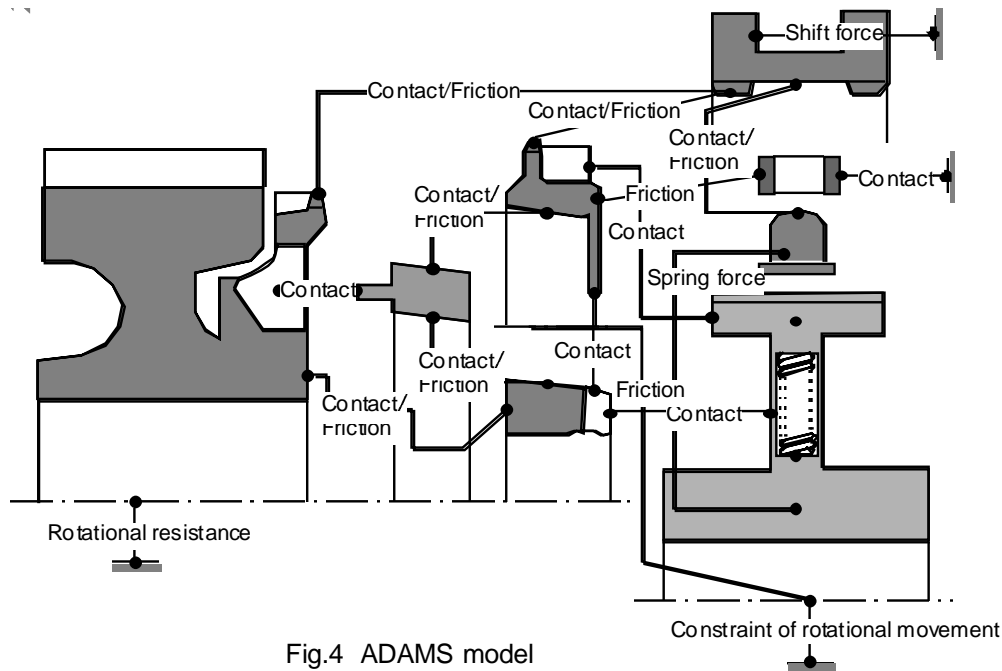 Shift force
Contact/Friction
Contact/Friction
Contact/
Friction
Contact
Contact/
Friction
Friction
Contact
Spring force
Contact
Contact
Contact/
Friction
Friction
Contact/
Friction
Contact
Rotational resistance
Constraint of rotational movement
Fig.4 ADAMS model